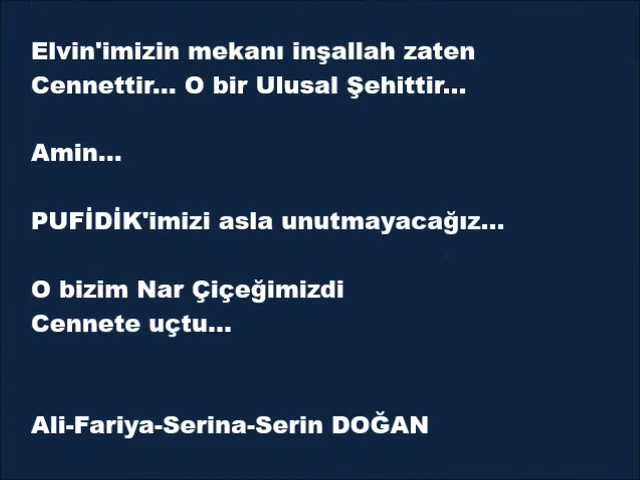 Elvin'imizin mekanı inşallah zaten
Cennettir... O bir Ulusal Şehittir...
Amin...
PUFİDİK'imizi asla unutmayacağız...
O bizim Nar Çiçeğimizdi
Cennete uçtu...
Ali-Fariya-Serina-Serin DOĞAN